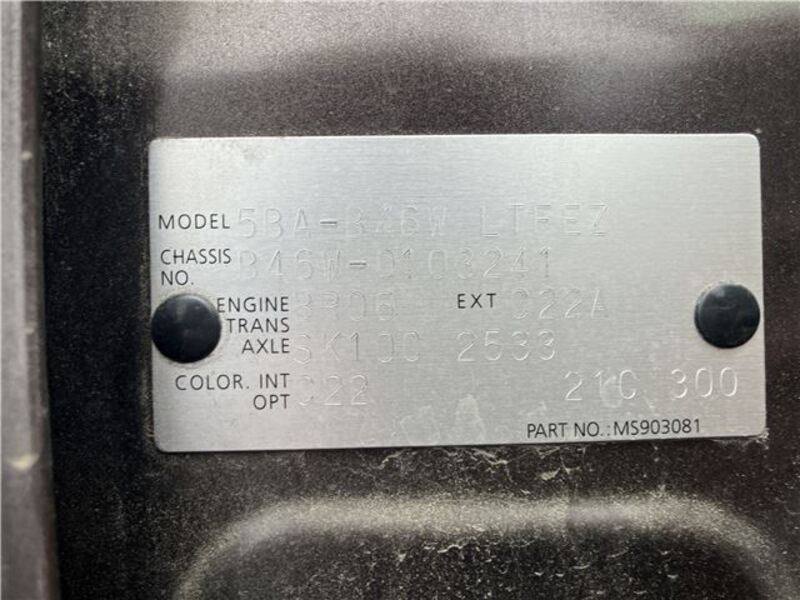 MODEL 5BA-B46W LTFEZ
CHASSIS B46W-0103241
NO.
ENGINE BR06 EXT C22A
TRANS
AXLE SK10C 2533
COLOR. INT C22 21C 300
OPT
PART NO.:MS903081